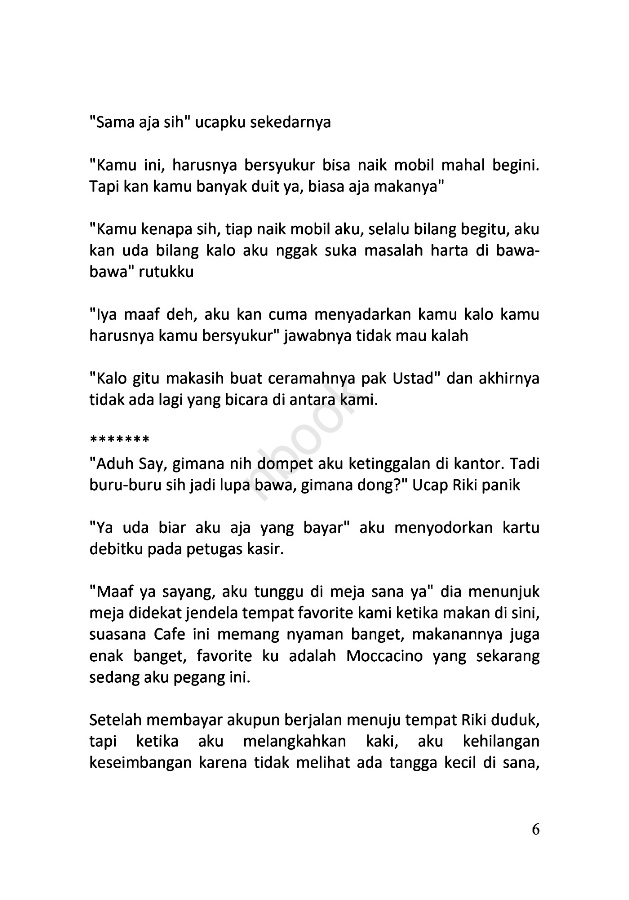 "Sama aja sih" ucapku sekedarnya
"Kamu ini, harusnya bersyukur bisa naik mobil mahal begini.
Tapi kan kamu banyak duit ya, biasa aja makanya"
"Kamu kenapa sih, tiap naik mobil aku, selalu bilang begitu, aku
kan uda bilang kalo aku nggak suka masalah harta di bawa-
bawa" rutukku
"Iya maaf deh, aku kan cuma menyadarkan kamu kalo kamu
harusnya kamu bersyukur" jawabnya tidak mau kalah
"Kalo gitu makasih buat ceramahnya pak Ustad" dan akhirnya
tidak ada lagi yang bicara di antara kami.
*******
"Aduh Say, gimana nih dompet aku ketinggalan di kantor. Tadi
buru-buru sih jadi lupa bawa, gimana dong?" Ucap Riki panik
"Ya uda biar aku aja yang bayar" aku menyodorkan kartu
debitku pada petugas kasir.
"Maaf ya sayang, aku tunggu di meja sana ya" dia menunjuk
meja didekat jendela tempat favorite kami ketika makan di sini,
suasana Cafe ini memang nyaman banget, makanannya juga
enak banget, favorite ku adalah Moccacino yang sekarang
sedang aku pegang ini.
Setelah membayar akupun berjalan menuju tempat Riki duduk,
tapi ketika aku melangkahkan kaki, aku kehilangan
keseimbangan karena tidak melihat ada tangga kecil di sana,
6
nbook